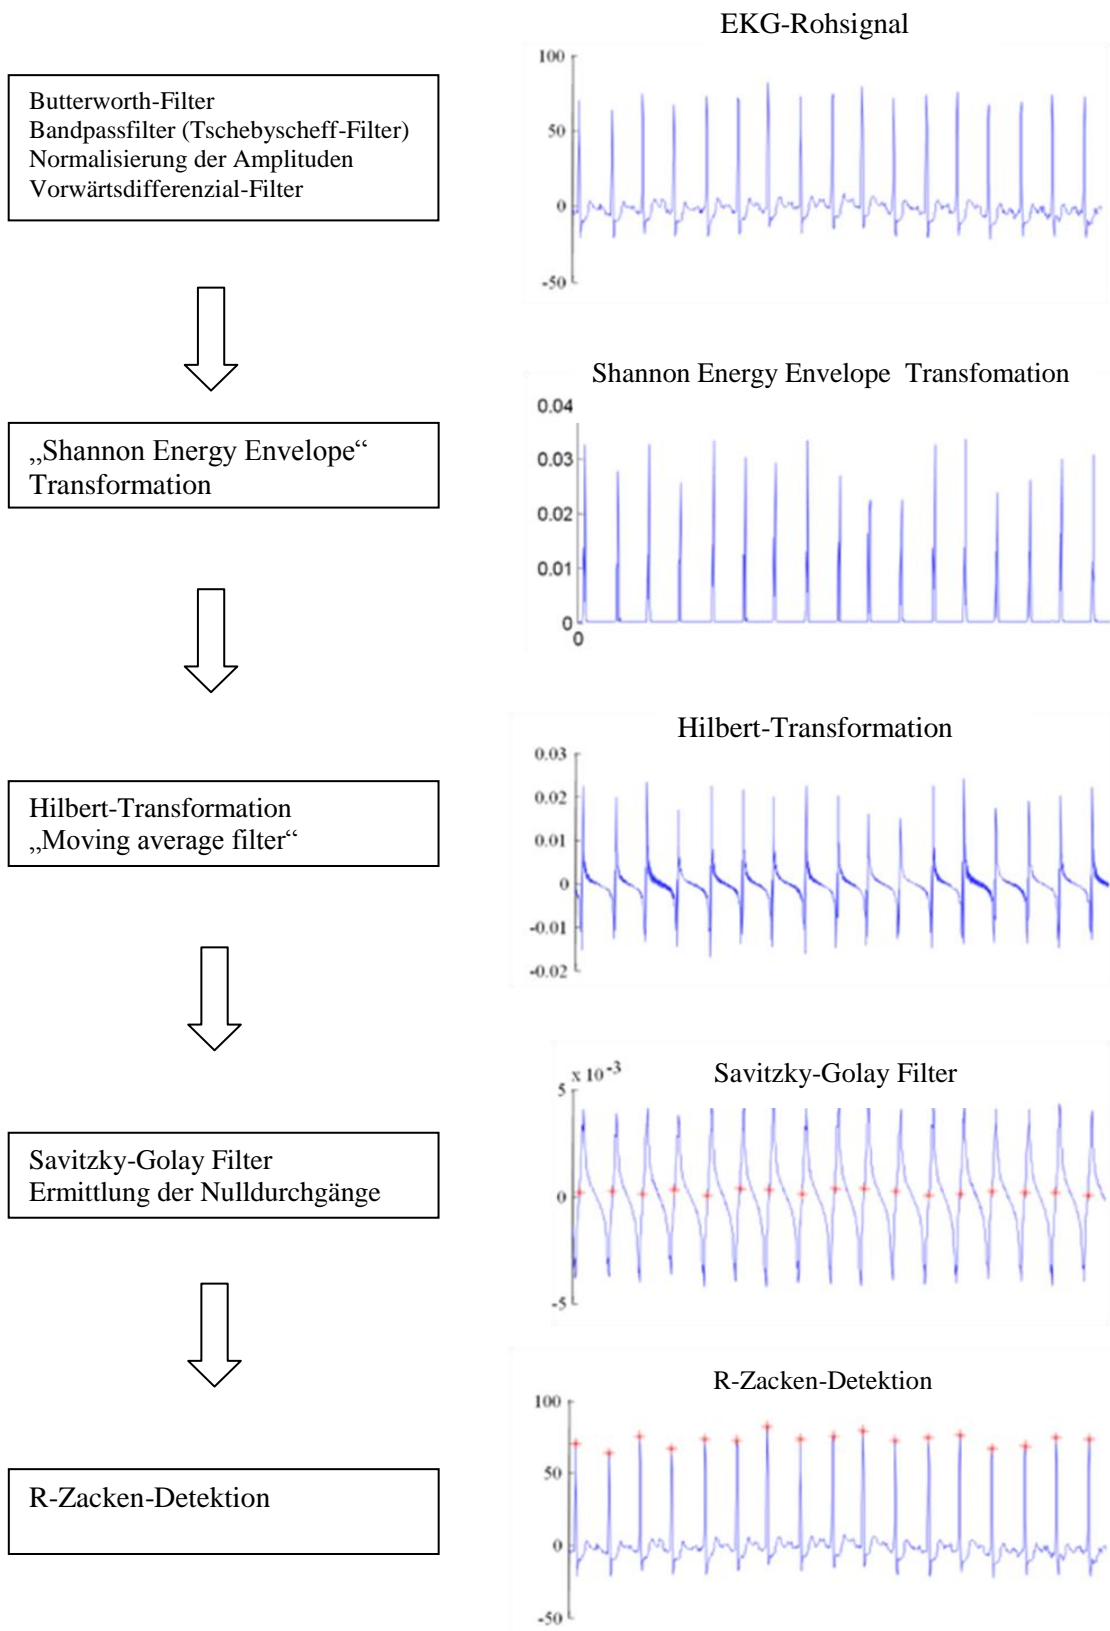 EKG-Rohsignal
Butterworth-Filter
Bandpassfilter (Tschebyscheff-Filter)
Normalisierung der Amplituden
Vorwärtsdifferenzial-Filter
100
50
0
-50
Shannon Energy Envelope Transfomation
„Shannon Energy Envelope“
Transformation
0.04
0.03
0.02
0.01
0
0
Hilbert-Transformation
Hilbert-Transformation
„Moving average filter“
0.03
0.02
0.01
0
-0.01
-0.02
Savitzky-Golay Filter
x 10-3
5
0
-5
Savitzky-Golay Filter
Ermittlung der Nulldurchgänge
R-Zacken-Detektion
R-Zacken-Detektion
100
50
0
-50